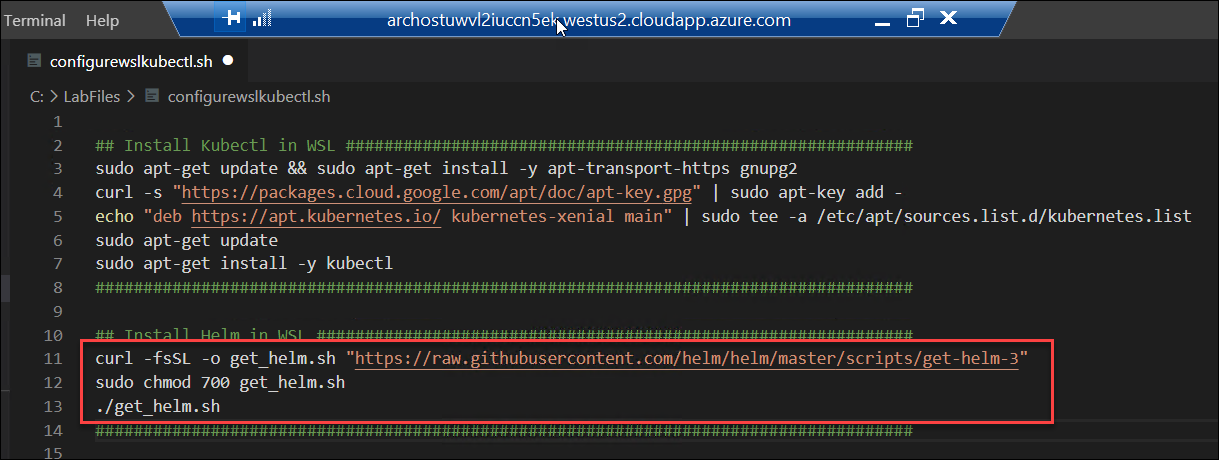 Terminal Help archostuwvl2iuccn5ek.westus2.cloudapp.azure.com
configurewslkubectl.sh
C: > LabFiles > configurewslkubectl.sh
1
2 ## Install Kubectl in WSL ###########################################################
3 sudo apt-get update && sudo apt-get install -y apt-transport-https gnupg2
4 curl -s "https://packages.cloud.google.com/apt/doc/apt-key.gpg" | sudo apt-key add -
5 echo "deb https://apt.kubernetes.io/ kubernetes-xenial main" | sudo tee -a /etc/apt/sources.list.d/kubernetes.list
6 sudo apt-get update
7 sudo apt-get install -y kubectl
8 #####################################################################################
9
10 ## Install Helm in WSL ##############################################################
11 curl -fsSL -o get_helm.sh "https://raw.githubusercontent.com/helm/helm/master/scripts/get-helm-3"
12 sudo chmod 700 get_helm.sh
13 ./get_helm.sh
14 #####################################################################################
15